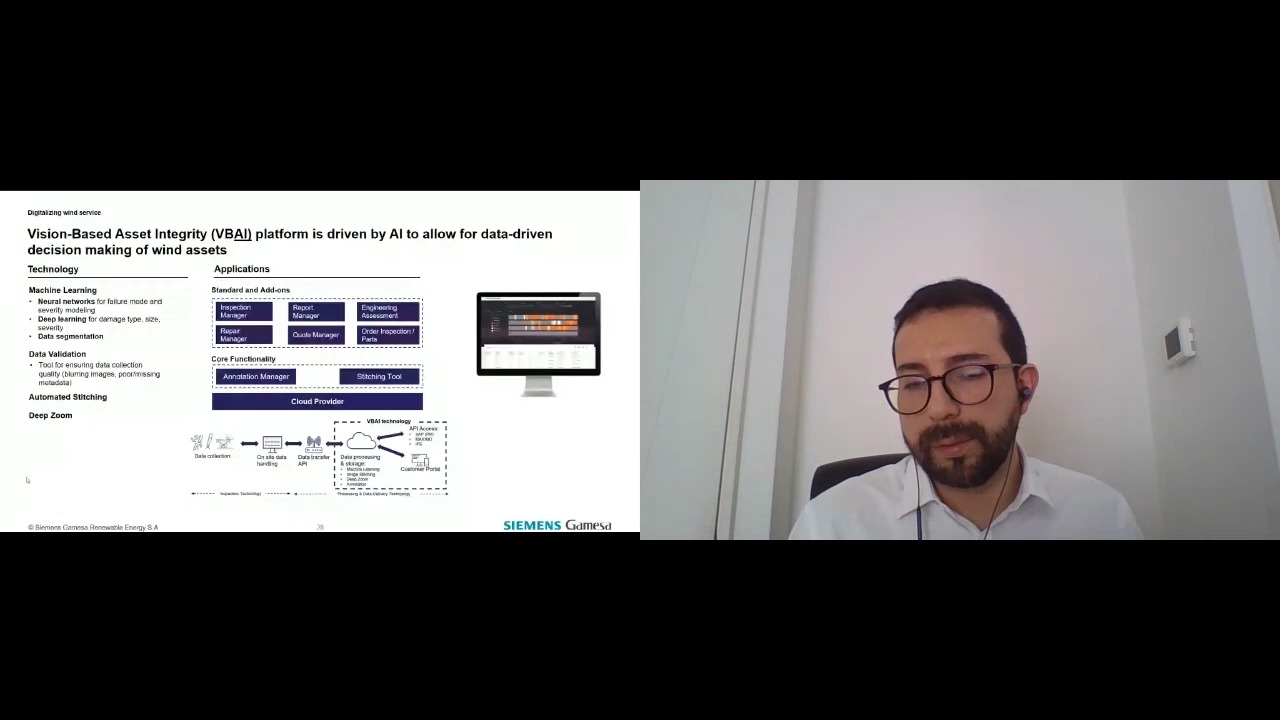 Digitalizing wind service
Vision-Based Asset Integrity (VBAI) platform is driven by AI to allow for data-driven
decision making of wind assets
Technology
Machine Learning
• Neural networks for failure mode and
severity modeling
• Deep learning for damage type, size,
severity
• Data segmentation
Data Validation
• Tool for ensuring data collection
quality (blurring images, poor/missing
metadata)
Automated Stitching
Deep Zoom
Applications
Standard and Add-ons
Inspection
Manager
Report
Manager
Engineering
Assessment
Repair
Manager
Quote Manager
Order Inspection /
Parts
Core Functionality
Annotation Manager
Stitching Tool
Cloud Provider
VBAI technology
Data collection
On site data
handling
Data transfer
API
Data processing
& storage:
• Machine Learning
• Image Stitching
• Deep Zoom
• Annotation
API Access:
• SAP (PM)
• MAXIMO
• IFS
Customer Portal
Inspection Technology
Processing & Data Delivery Technology
© Siemens Gamesa Renewable Energy S.A
SIEMENS Gamesa